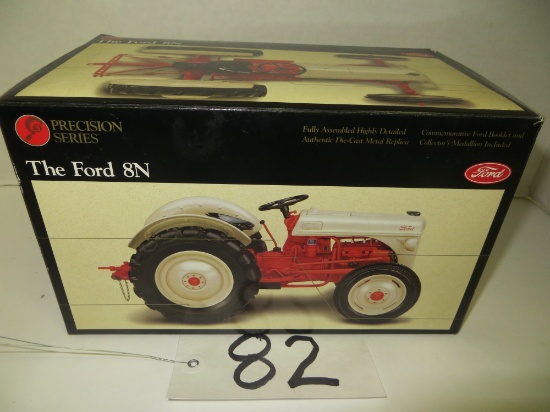 The Ford 8N
PRECISION
SERIES
Fully Assembled Highly Detailed
Authentic Die-Cast Metal Replica
Commemorative Ford Booklet and
Collector's Medallion Included
The Ford 8N
Ford
82